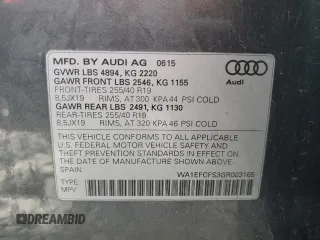 MFD. BY AUDI AG 0615
GVWR LBS 4894, KG 2220
GAWR FRONT LBS 2546, KG 1155
FRONT-TIRES 255/40 R19
8.5JX19 RIMS, AT 300 KPA 44 PSI COLD
GAWR REAR LBS 2491, KG 1130
REAR-TIRES 255/40 R19
8.5JX19 RIMS, AT 320 KPA 46 PSI COLD
Audi
THIS VEHICLE CONFORMS TO ALL APPLICABLE
U.S. FEDERAL MOTOR VEHICLE SAFETY, BUMPER,
AND THEFT PREVENTION STANDARDS IN EFFECT
ON THE DATE OF MANUFACTURE SHOWN ABOVE.
SPAIN
TYPE: WA1EFCFS3GR003165
MPV
DREAMBID